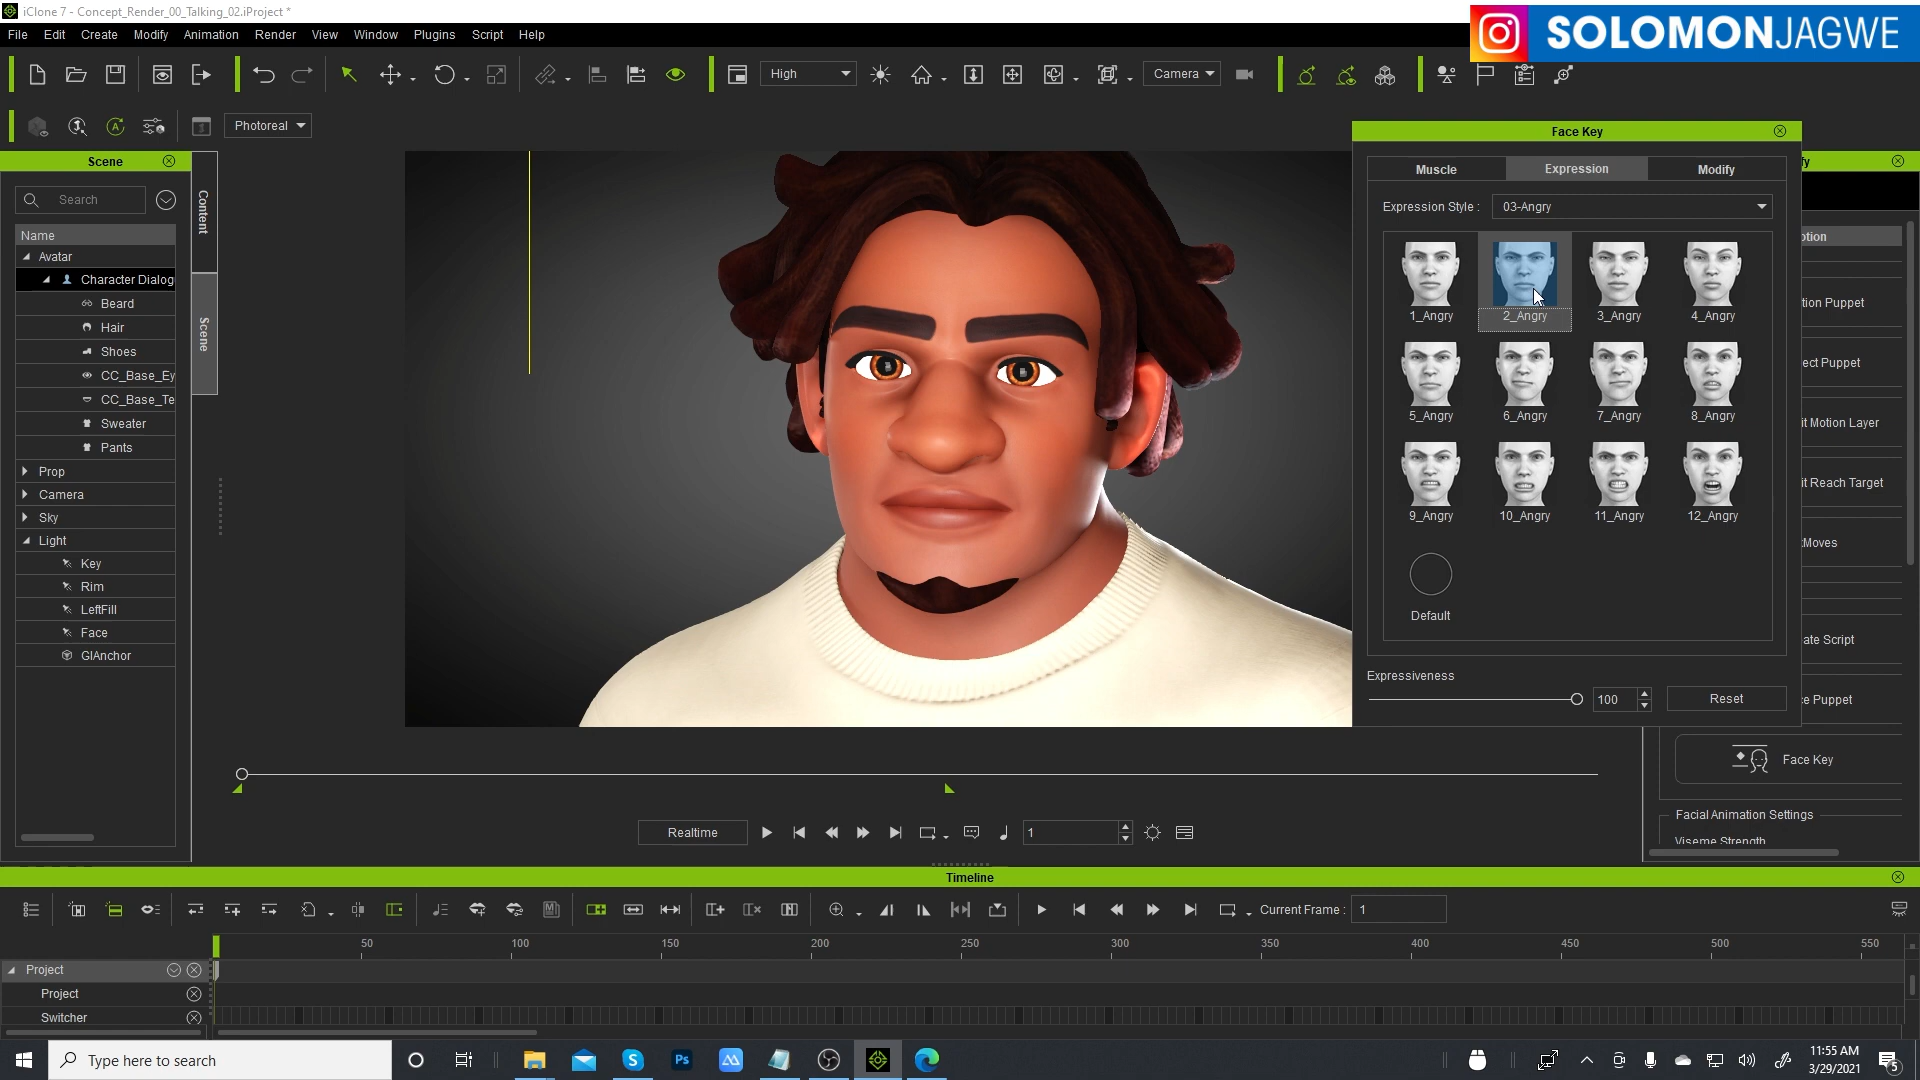 iClone 7 - Concept_Render_00_Talking_02.iProject *
SOLOMONJAGWE
File Edit Create Modify Animation Render View Window Plugins Script Help
High
Camera
Photoreal
Scene
Content
Scene
Search
Name
Avatar
Character Dialog
Beard
Hair
Shoes
CC_Base_Ey
CC_Base_Te
Sweater
Pants
Prop
Camera
Sky
Light
Key
Rim
LeftFill
Face
GIAnchor
Face Key
Muscle Expression Modify
Expression Style : 03-Angry
1_Angry 2_Angry 3_Angry 4_Angry
5_Angry 6_Angry 7_Angry 8_Angry
9_Angry 10_Angry 11_Angry 12_Angry
Default
Expressiveness
100 Reset
fy
otion
tion Puppet
ect Puppet
it Motion Layer
it Reach Target
Moves
ate Script
e Puppet
Face Key
Facial Animation Settings
Viseme Strength
Realtime 1
Timeline
Current Frame : 1
50 100 150 200 250 300 350 400 450 500 550
Project
Project
Switcher
Type here to search
Ps
11:55 AM
3/29/2021
5